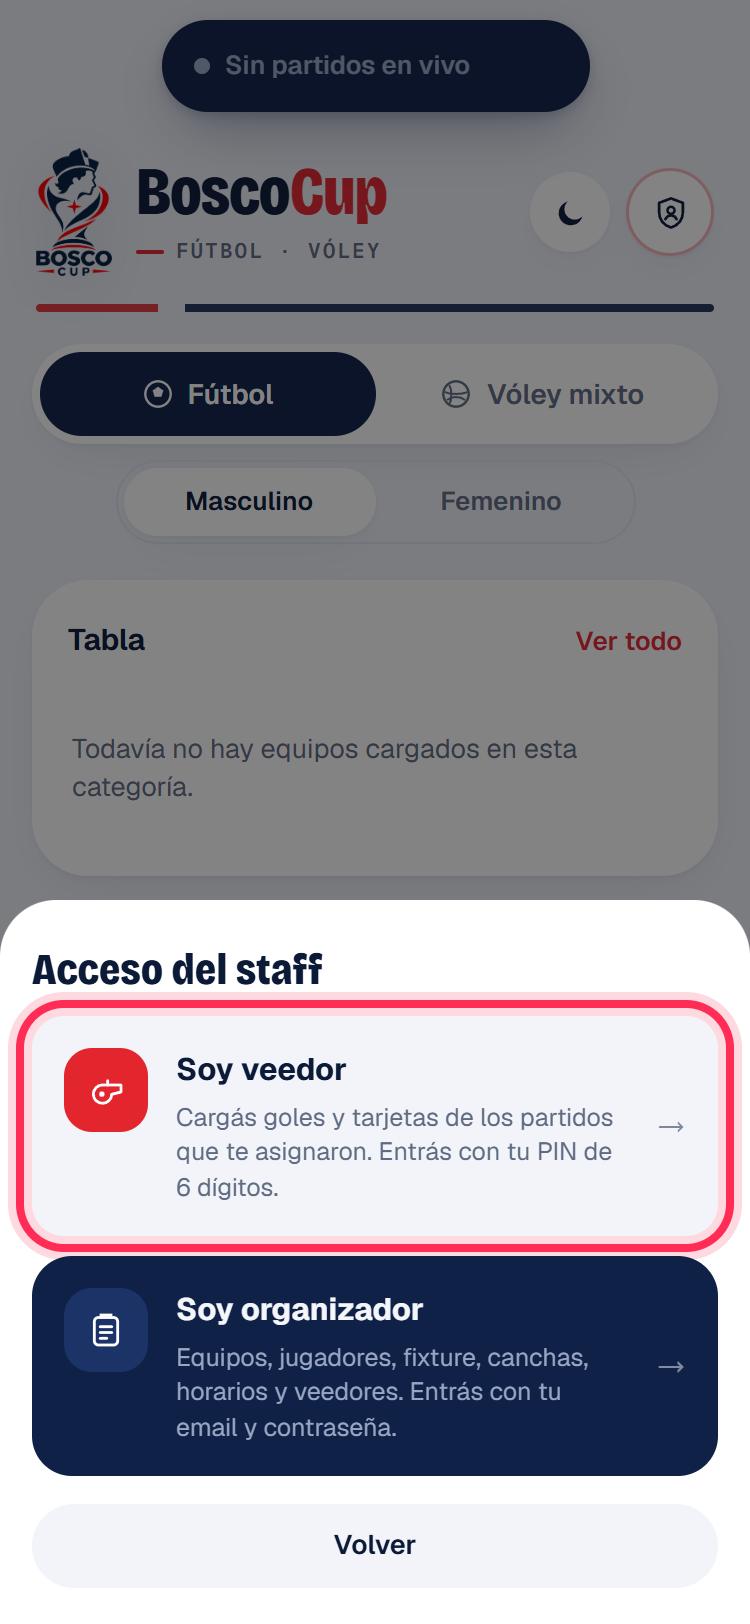 Sin partidos en vivo
BoscoCup
FÚTBOL · VÓLEY
BOSCO
CUP
Fútbol
Vóley mixto
Masculino
Femenino
Tabla
Ver todo
Todavía no hay equipos cargados en esta
categoría.
Acceso del staff
Soy veedor
Cargás goles y tarjetas de los partidos
que te asignaron. Entrás con tu PIN de
6 dígitos.
→
Soy organizador
Equipos, jugadores, fixture, canchas,
horarios y veedores. Entrás con tu
email y contraseña.
→
Volver